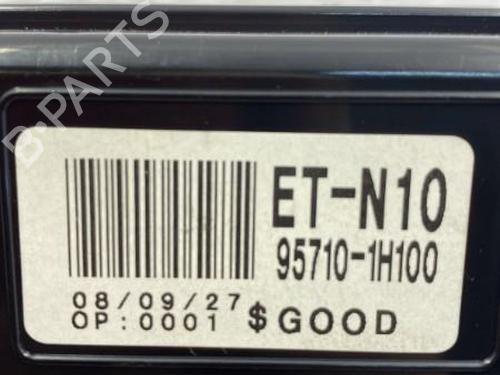 B-PARTS
ET-N10
95710-1H100
08/09/27
OP:0001 $GOOD